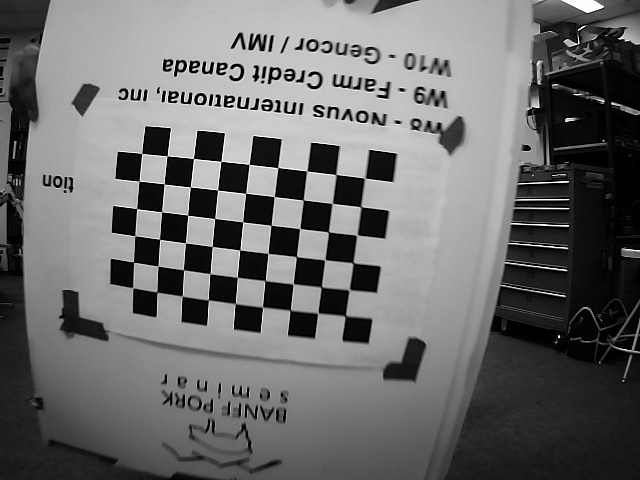 BANFF PORK
seminar
tion
W8 - Novus International, Inc
W9 - Farm Credit Canada
W10 - Gencor / IMV